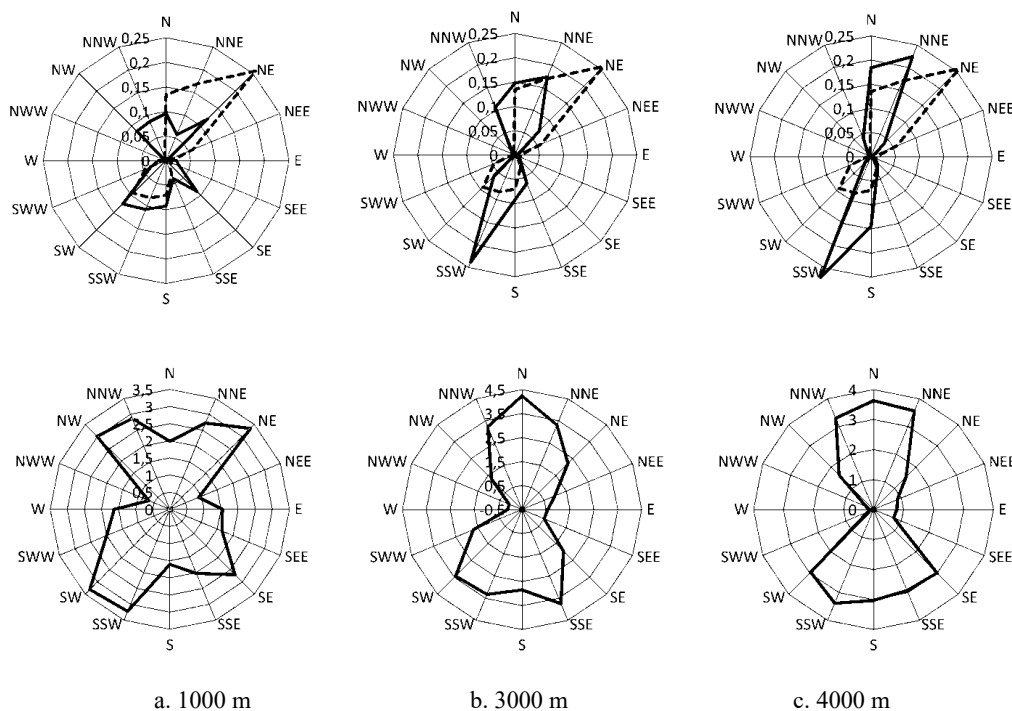 N
0,25
NNW NNE
0,2
NW NE
0,15
0,1
NWW NEE
0,05
W 0 E
SWW SEE
SW SE
SSW SSE
S
N
0,25
NNW NNE
0,2
NW NE
0,15
0,1
NWW NEE
0,05
W 0 E
SWW SEE
SW SE
SSW SSE
S
N
0,25
NNW NNE
0,2
NW NE
0,15
0,1
NWW NEE
0,05
W 0 E
SWW SEE
SW SE
SSW SSE
S
N
3,5
NNW NNE
3
NW 2,5 NE
2
1,5
NWW NEE
1
0,5
W 0 E
SWW SEE
SW SE
SSW SSE
S
N
4,5
NNW NNE
3,5
NW NE
2,5
NWW 1,5 NEE
0,5
W -0,5 E
SWW SEE
SW SE
SSW SSE
S
N
4
NNW NNE
3
NW NE
2
NWW NEE
1
W 0 E
SWW SEE
SW SE
SSW SSE
S
a. 1000 m
b. 3000 m
c. 4000 m